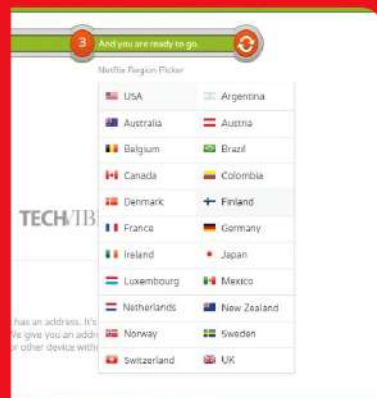 3 And you are ready to go.
Netflix Region Picker
USA Argentina
Australia Austria
Belgium Brazil
Canada Colombia
Denmark Finland
France Germany
Ireland Japan
Luxembourg Mexico
Netherlands New Zealand
Norway Sweden
Switzerland UK
TECH VIB
has an address. It's
We give you an addr
or other device with